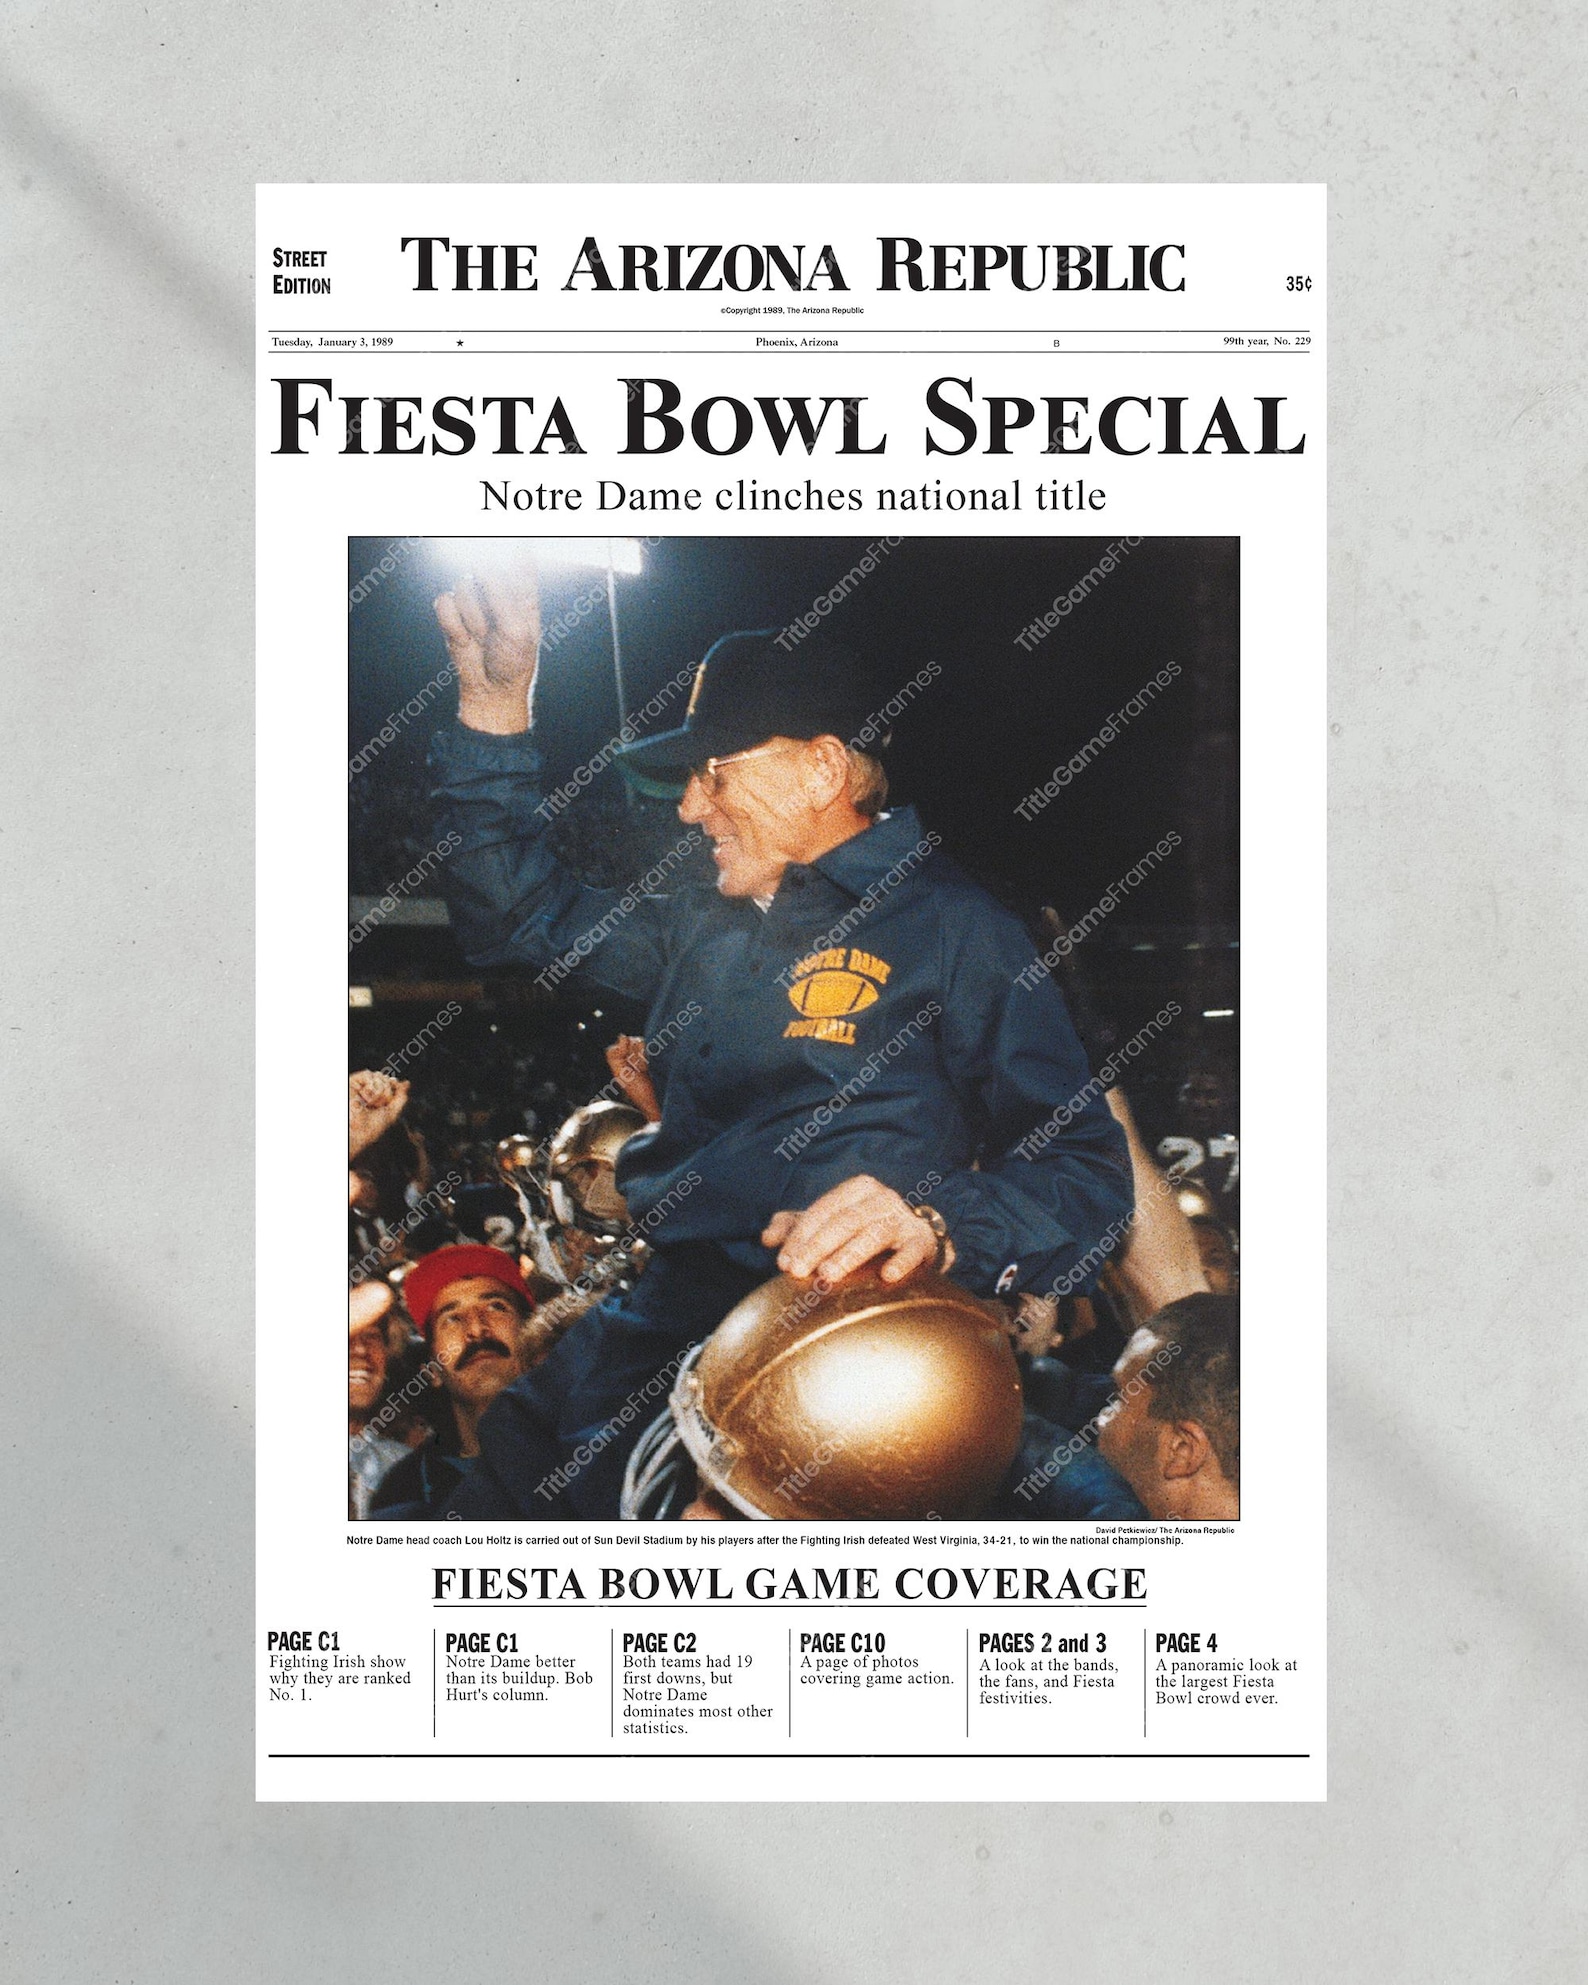 STREET
EDITION
THE ARIZONA REPUBLIC
35¢
©Copyright 1989, The Arizona Republic
Tuesday, January 3, 1989 ★ Phoenix, Arizona B 99th year, No. 229
FIESTA BOWL SPECIAL
Notre Dame clinches national title
NOTRE DAME
FOOTBALL
27
2
TitleGameFrames
David Petkiewicz/ The Arizona Republic
Notre Dame head coach Lou Holtz is carried out of Sun Devil Stadium by his players after the Fighting Irish defeated West Virginia, 34-21, to win the national championship.
FIESTA BOWL GAME COVERAGE
PAGE C1
Fighting Irish show
why they are ranked
No. 1.
PAGE C1
Notre Dame better
than its buildup. Bob
Hurt's column.
PAGE C2
Both teams had 19
first downs, but
Notre Dame
dominates most other
statistics.
PAGE C10
A page of photos
covering game action.
PAGES 2 and 3
A look at the bands,
the fans, and Fiesta
festivities.
PAGE 4
A panoramic look at
the largest Fiesta
Bowl crowd ever.